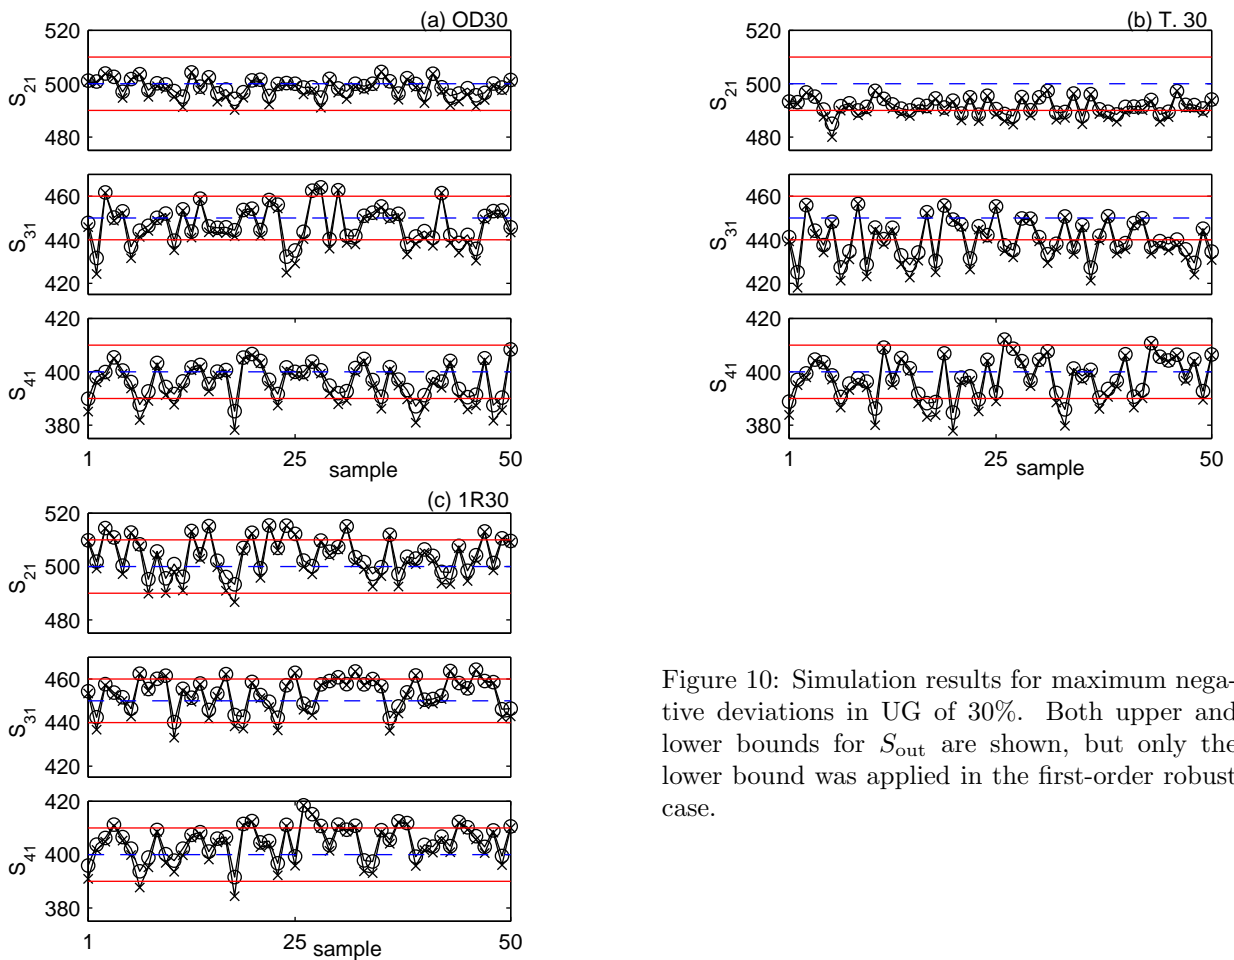 (a) OD30
520
500
480
S21
460
440
420
S31
420
400
380
S41
1
25
50
sample
(b) T. 30
520
500
480
S21
460
440
420
S31
420
400
380
S41
1
25
50
sample
(c) 1R30
520
500
480
S21
460
440
420
S31
420
400
380
S41
1
25
50
sample
Figure 10: Simulation results for maximum nega-
tive deviations in UG of 30%. Both upper and
lower bounds for Sout are shown, but only the
lower bound was applied in the first-order robust
case.